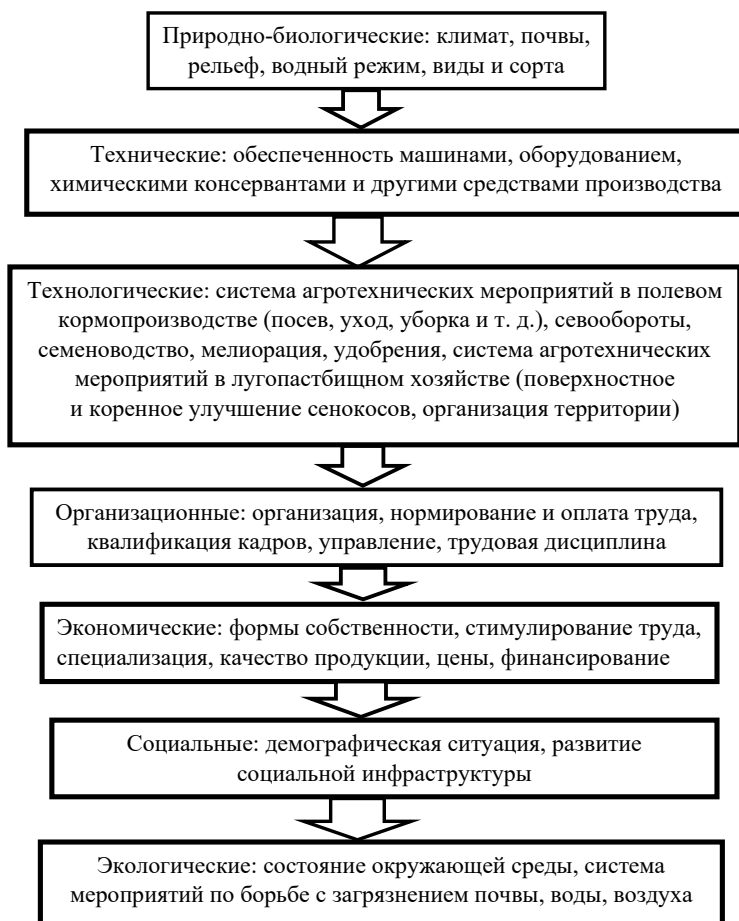 Природно-биологические: климат, почвы,
рельеф, водный режим, виды и сорта
Технические: обеспеченность машинами, оборудованием,
химическими консервантами и другими средствами производства
Технологические: система агротехнических мероприятий в полевом
кормопроизводстве (посев, уход, уборка и т. д.), севообороты,
семеноводство, мелиорация, удобрения, система агротехнических
мероприятий в лугопастбищном хозяйстве (поверхностное
и коренное улучшение сенокосов, организация территории)
Организационные: организация, нормирование и оплата труда,
квалификация кадров, управление, трудовая дисциплина
Экономические: формы собственности, стимулирование труда,
специализация, качество продукции, цены, финансирование
Социальные: демографическая ситуация, развитие
социальной инфраструктуры
Экологические: состояние окружающей среды, система
мероприятий по борьбе с загрязнением почвы, воды, воздуха